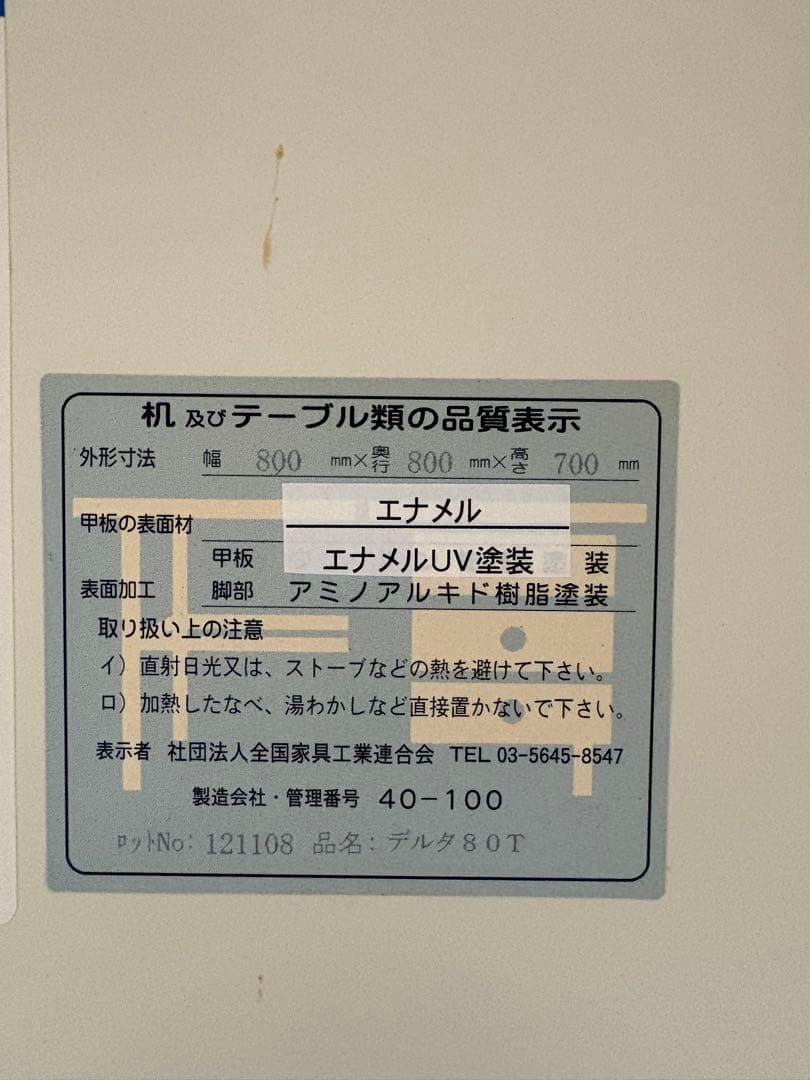 机及びテーブル類の品質表示
外形寸法 幅 800 mm×奥行 800 mm×高さ 700 mm
甲板の表面材 エナメル
甲板 エナメルUV塗装 装
表面加工 脚部 アミノアルキド樹脂塗装
取り扱い上の注意
イ）直射日光又は、ストーブなどの熱を避けて下さい。
ロ）加熱したなべ、湯わかしなど直接置かないで下さい。
表示者 社団法人全国家具工業連合会 TEL 03-5645-8547
製造会社・管理番号 40-100
ロットNo: 121108 品名: デルタ80T